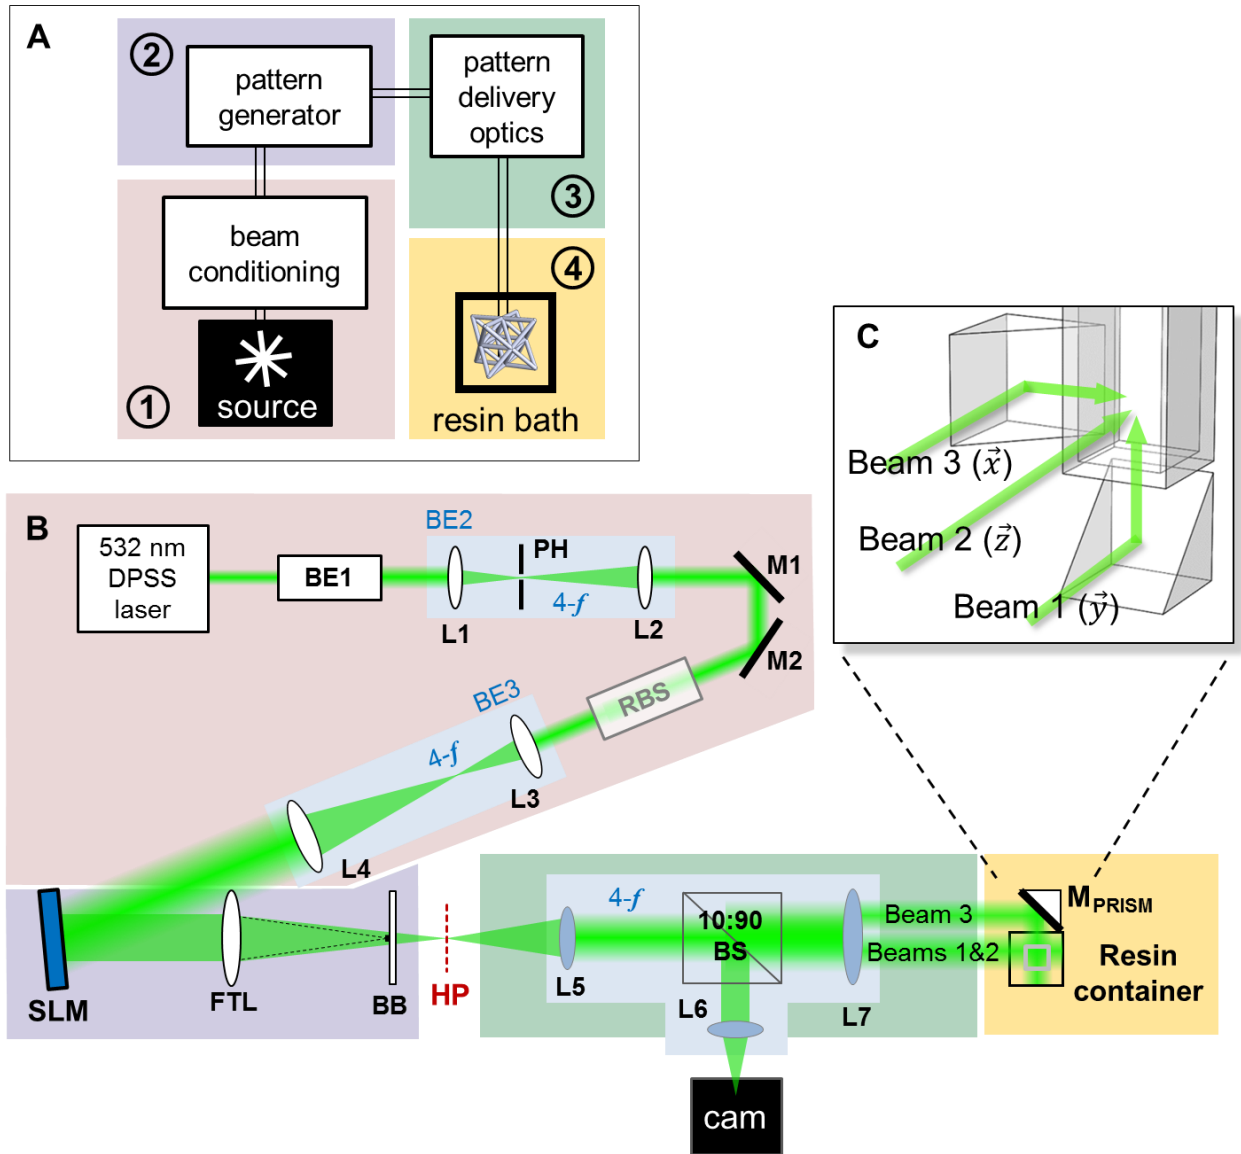 A
②
pattern
generator
pattern
delivery
optics
③
beam
conditioning
①
source
④
resin bath
C
Beam 3 (x⃗)
Beam 2 (z⃗)
Beam 1 (y⃗)
B
532 nm
DPSS
laser
BE1
BE2
PH
4-f
L1
L2
M1
M2
RBS
BE3
4-f
L3
L4
SLM
FTL
BB
HP
4-f
L5
10:90
BS
L6
L7
Beam 3
Beams 1&2
M_PRISM
Resin
container
cam